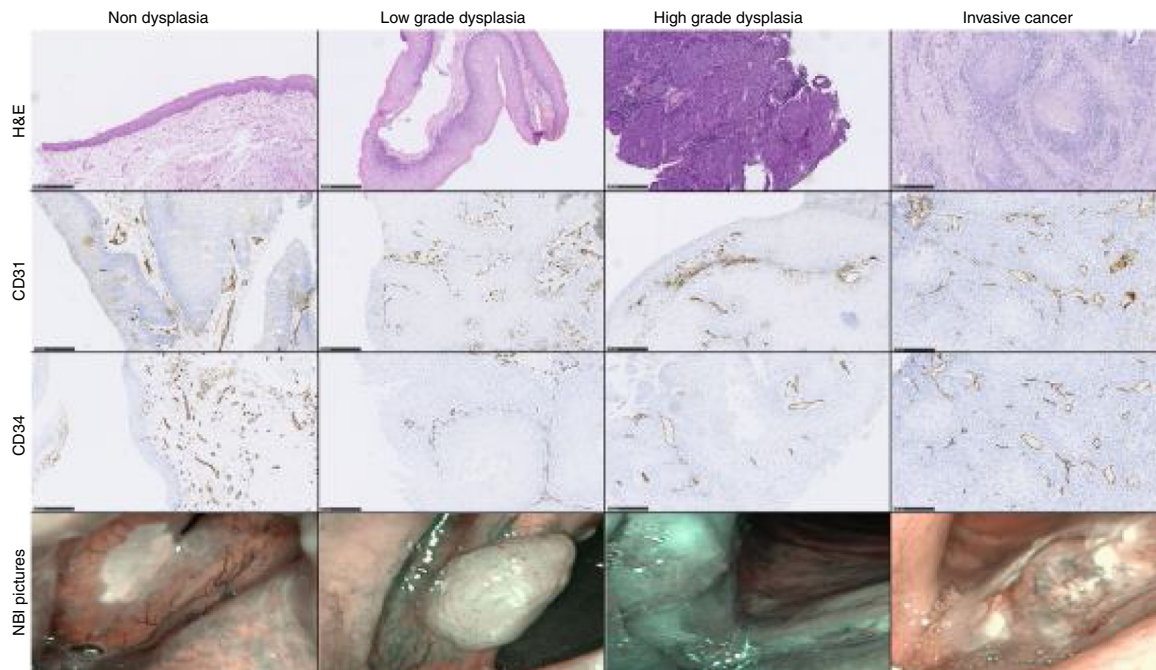 Non dysplasia
Low grade dysplasia
High grade dysplasia
Invasive cancer
H&E
CD31
CD34
NBI pictures